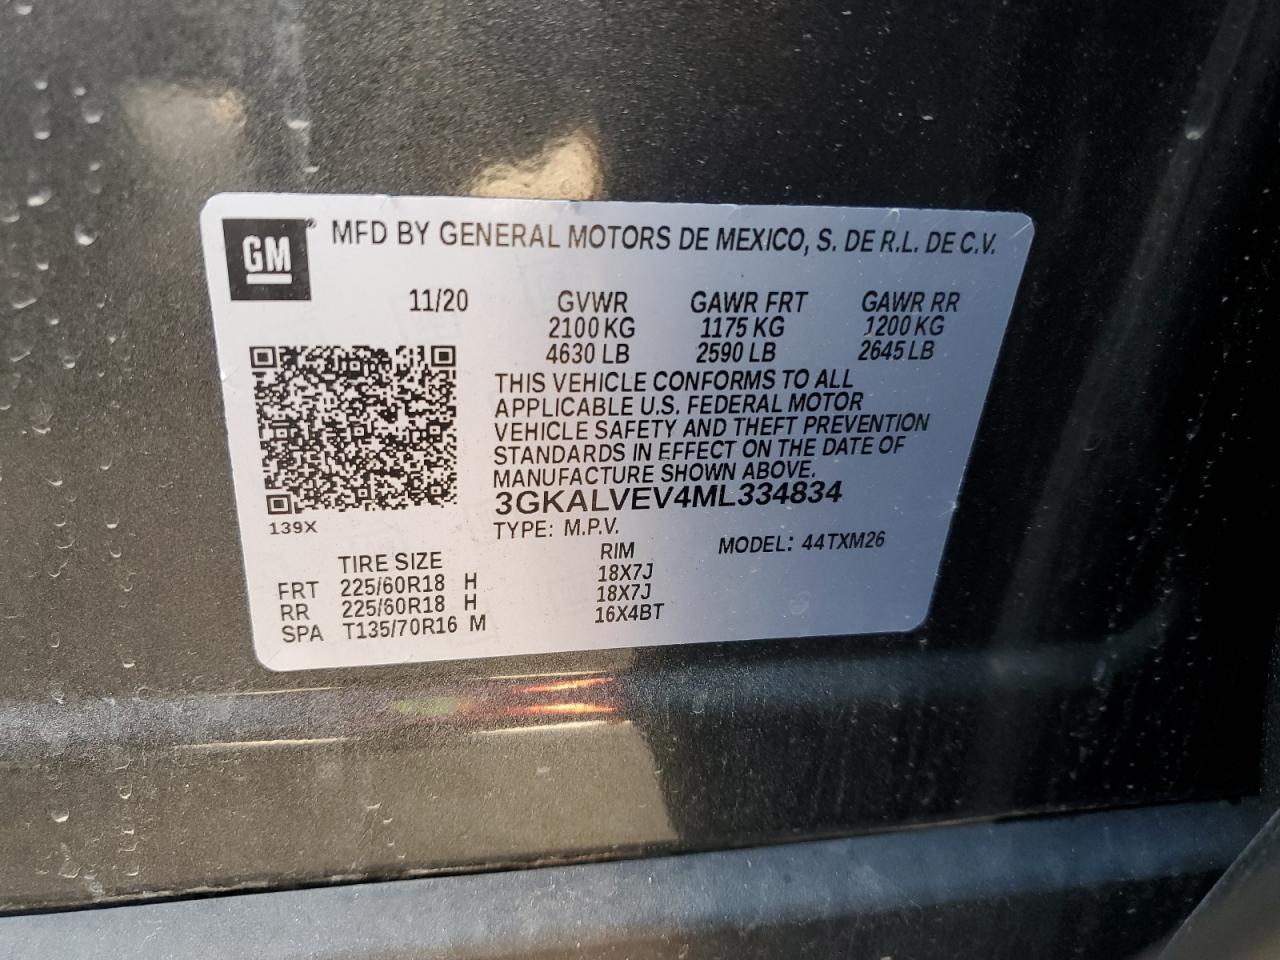 GM® MFD BY GENERAL MOTORS DE MEXICO, S. DE R.L. DE C.V.
11/20 GVWR GAWR FRT GAWR RR
2100 KG 1175 KG 1200 KG
4630 LB 2590 LB 2645 LB
THIS VEHICLE CONFORMS TO ALL
APPLICABLE U.S. FEDERAL MOTOR
VEHICLE SAFETY AND THEFT PREVENTION
STANDARDS IN EFFECT ON THE DATE OF
MANUFACTURE SHOWN ABOVE.
3GKALVEV4ML334834
139X
TYPE: M.P.V. MODEL: 44TXM26
TIRE SIZE RIM
FRT 225/60R18 H 18X7J
RR 225/60R18 H 18X7J
SPA T135/70R16 M 16X4BT